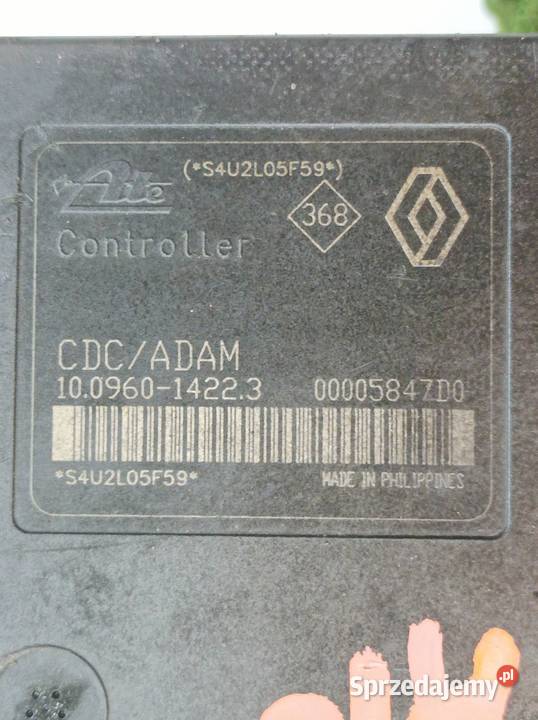 (*S4U2L05F59*)
Ate
368
Controller
CDC/ADAM
10.0960-1422.3 00005847D0
*S4U2L05F59* MADE IN PHILIPPINES
Sprzedajemy.pl